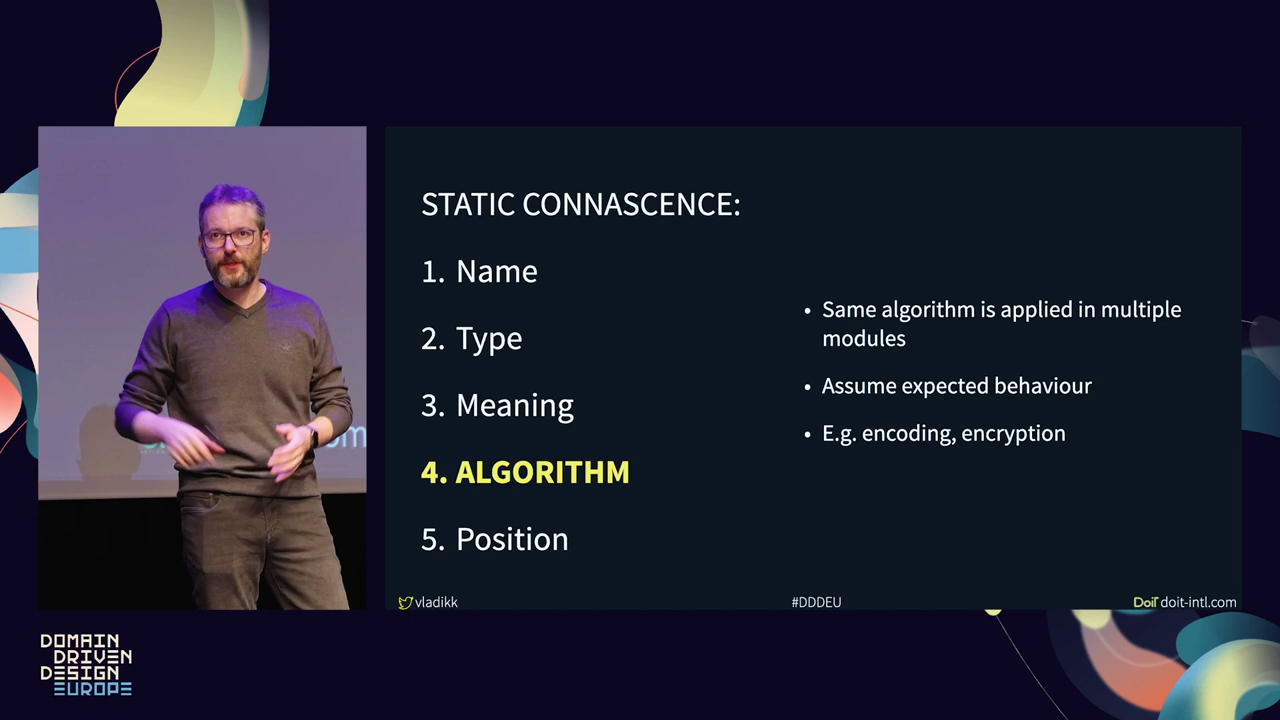 STATIC CONNASCENCE:
1. Name
2. Type
3. Meaning
4. ALGORITHM
5. Position
• Same algorithm is applied in multiple
modules
• Assume expected behaviour
• E.g. encoding, encryption
vladikk
#DDDEU
DoiT doit-intl.com
DOMAIN
DRIVEN
DESIGN
EUROPE